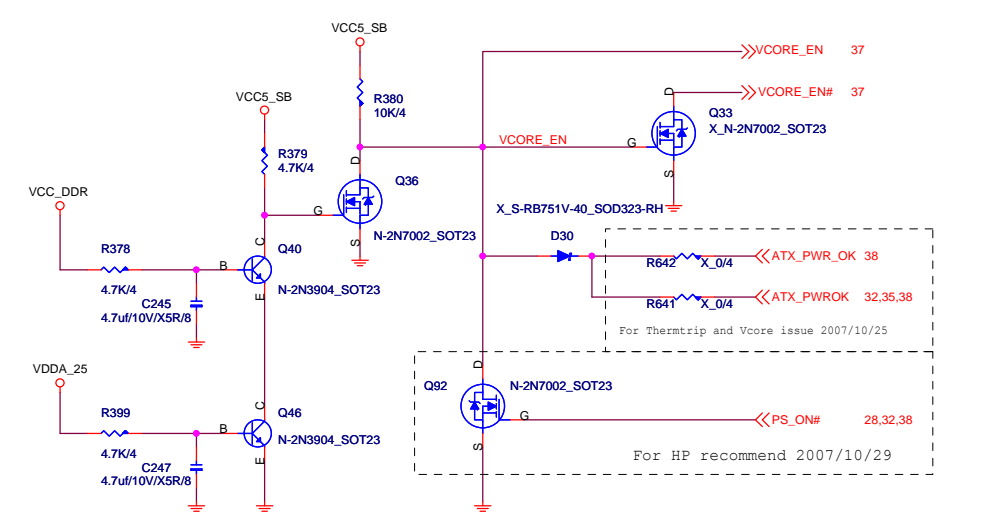 VCC5_SB
VCORE_EN 37
VCORE_EN# 37
VCC5_SB
R380
10K/4
D
Q33
X_N-2N7002_SOT23
R379
4.7K/4
VCORE_EN
G
D
S
VCC_DDR
Q36
G
X_S-RB751V-40_SOD323-RH
N-2N7002_SOT23
S
D30
R378
4.7K/4
C
Q40
B
N-2N3904_SOT23
E
C245
4.7uf/10V/X5R/8
R642 X_0/4
ATX_PWR_OK 38
R641 X_0/4
ATX_PWROK 32,35,38
For Thermtrip and Vcore issue 2007/10/25
VDDA_25
D
Q92
N-2N7002_SOT23
G
PS_ON# 28,32,38
S
For HP recommend 2007/10/29
R399
4.7K/4
C
Q46
B
N-2N3904_SOT23
E
C247
4.7uf/10V/X5R/8